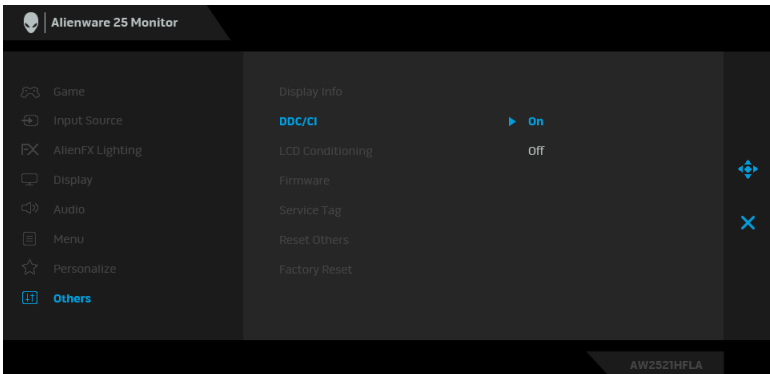 Alienware 25 Monitor
Game
Display Info
Input Source
DDC/CI
On
AlienFX Lighting
LCD Conditioning
Off
Display
Firmware
Audio
Service Tag
Menu
Reset Others
Personalize
Factory Reset
Others
AW2521HFLA